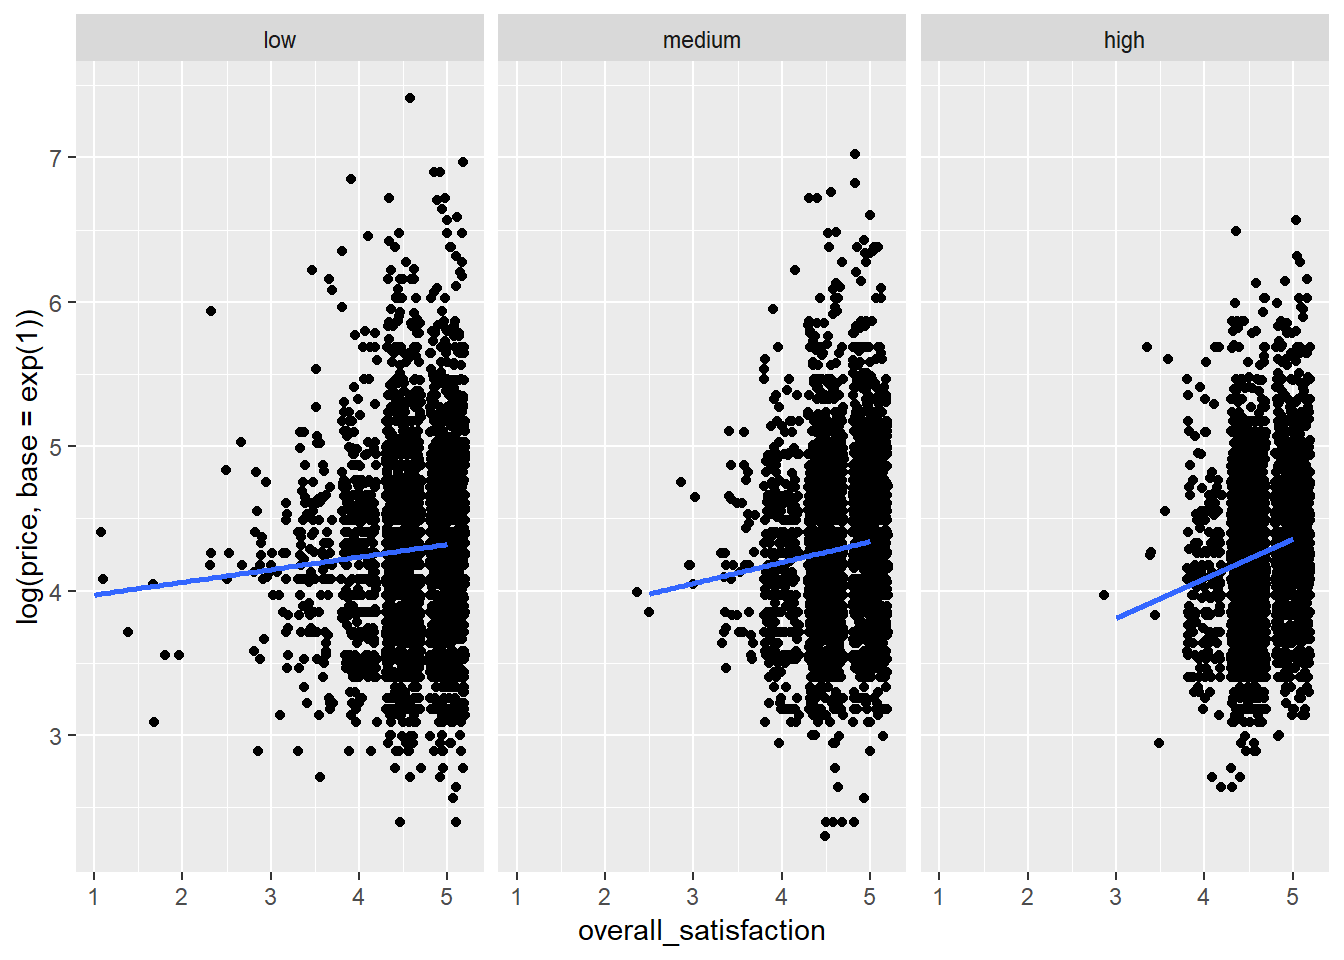 low medium high
log(price, base = exp(1))
7
6
5
4
3
1 2 3 4 5 1 2 3 4 5 1 2 3 4 5
overall_satisfaction